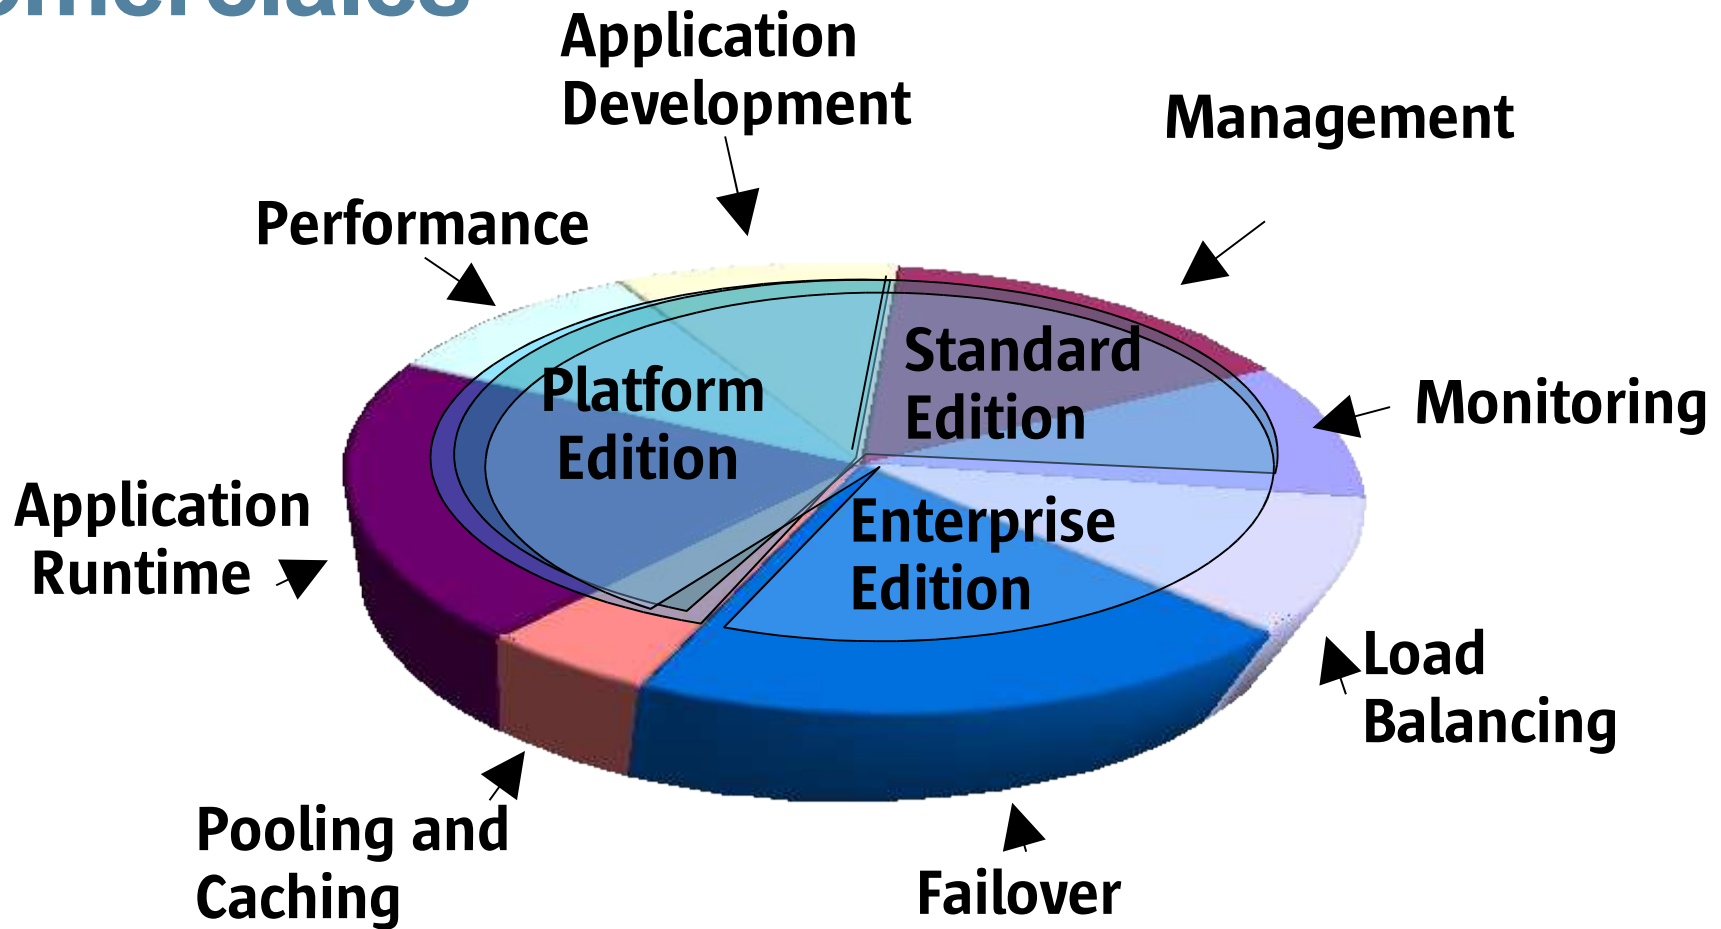 Application
Development
Management
Performance
Standard
Edition
Platform
Edition
Monitoring
Application
Runtime
Enterprise
Edition
Load
Balancing
Pooling and
Caching
Failover